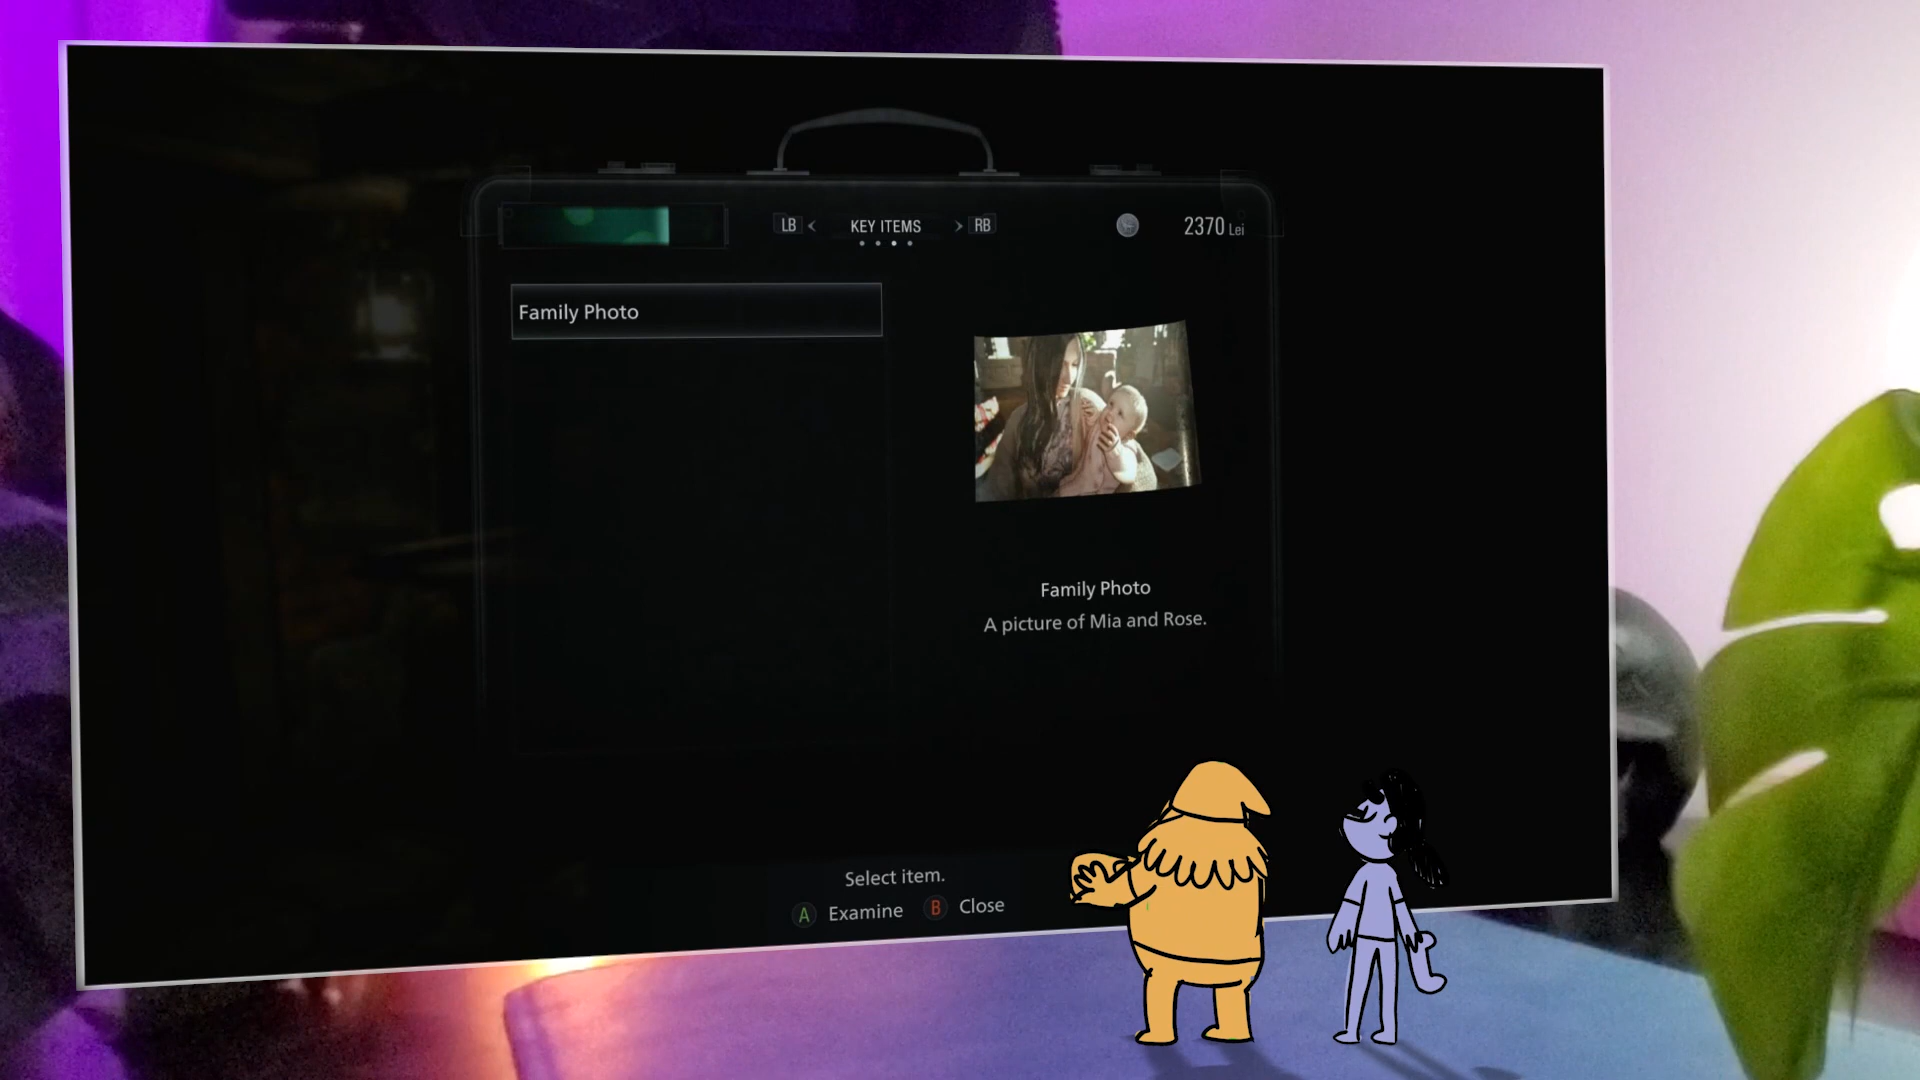 LB KEY ITEMS RB
2370 Lei
Family Photo
Family Photo
A picture of Mia and Rose.
Select item.
A Examine B Close